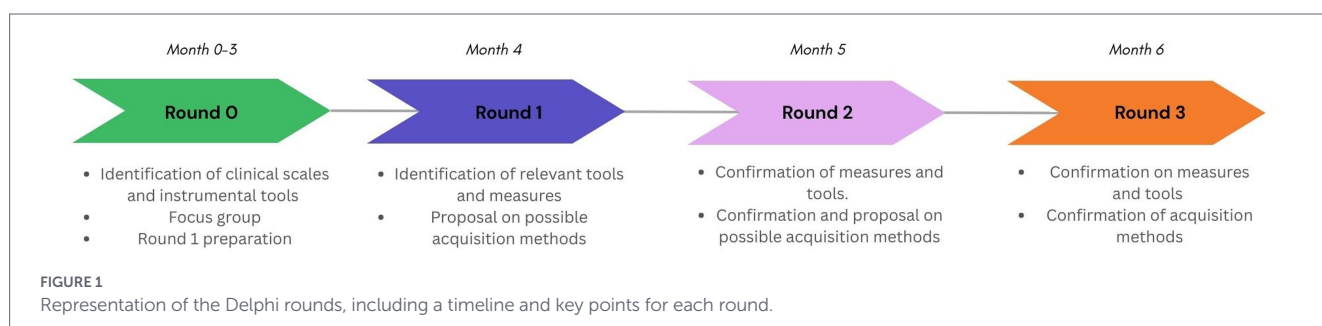 Month 0-3
Round 0
• Identification of clinical scales
and instrumental tools
• Focus group
• Round 1 preparation
Month 4
Round 1
• Identification of relevant tools
and measures
• Proposal on possible
acquisition methods
Month 5
Round 2
• Confirmation of measures and
tools.
• Confirmation and proposal on
possible acquisition methods
Month 6
Round 3
• Confirmation on measures
and tools
• Confirmation of acquisition
methods
FIGURE 1
Representation of the Delphi rounds, including a timeline and key points for each round.